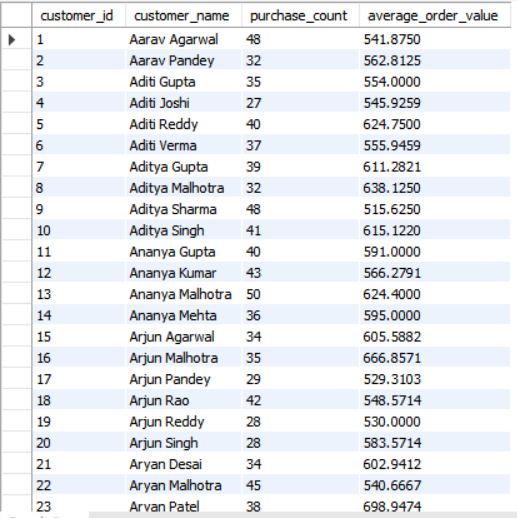 customer_id customer_name purchase_count average_order_value
1 Aarav Agarwal 48 541.8750
2 Aarav Pandey 32 562.8125
3 Aditi Gupta 35 554.0000
4 Aditi Joshi 27 545.9259
5 Aditi Reddy 40 624.7500
6 Aditi Verma 37 555.9459
7 Aditya Gupta 39 611.2821
8 Aditya Malhotra 32 638.1250
9 Aditya Sharma 48 515.6250
10 Aditya Singh 41 615.1220
11 Ananya Gupta 40 591.0000
12 Ananya Kumar 43 566.2791
13 Ananya Malhotra 50 624.4000
14 Ananya Mehta 36 595.0000
15 Arjun Agarwal 34 605.5882
16 Arjun Malhotra 35 666.8571
17 Arjun Pandey 29 529.3103
18 Arjun Rao 42 548.5714
19 Arjun Reddy 28 530.0000
20 Arjun Singh 28 583.5714
21 Aryan Desai 34 602.9412
22 Aryan Malhotra 45 540.6667
23 Aryan Patel 38 698.9474